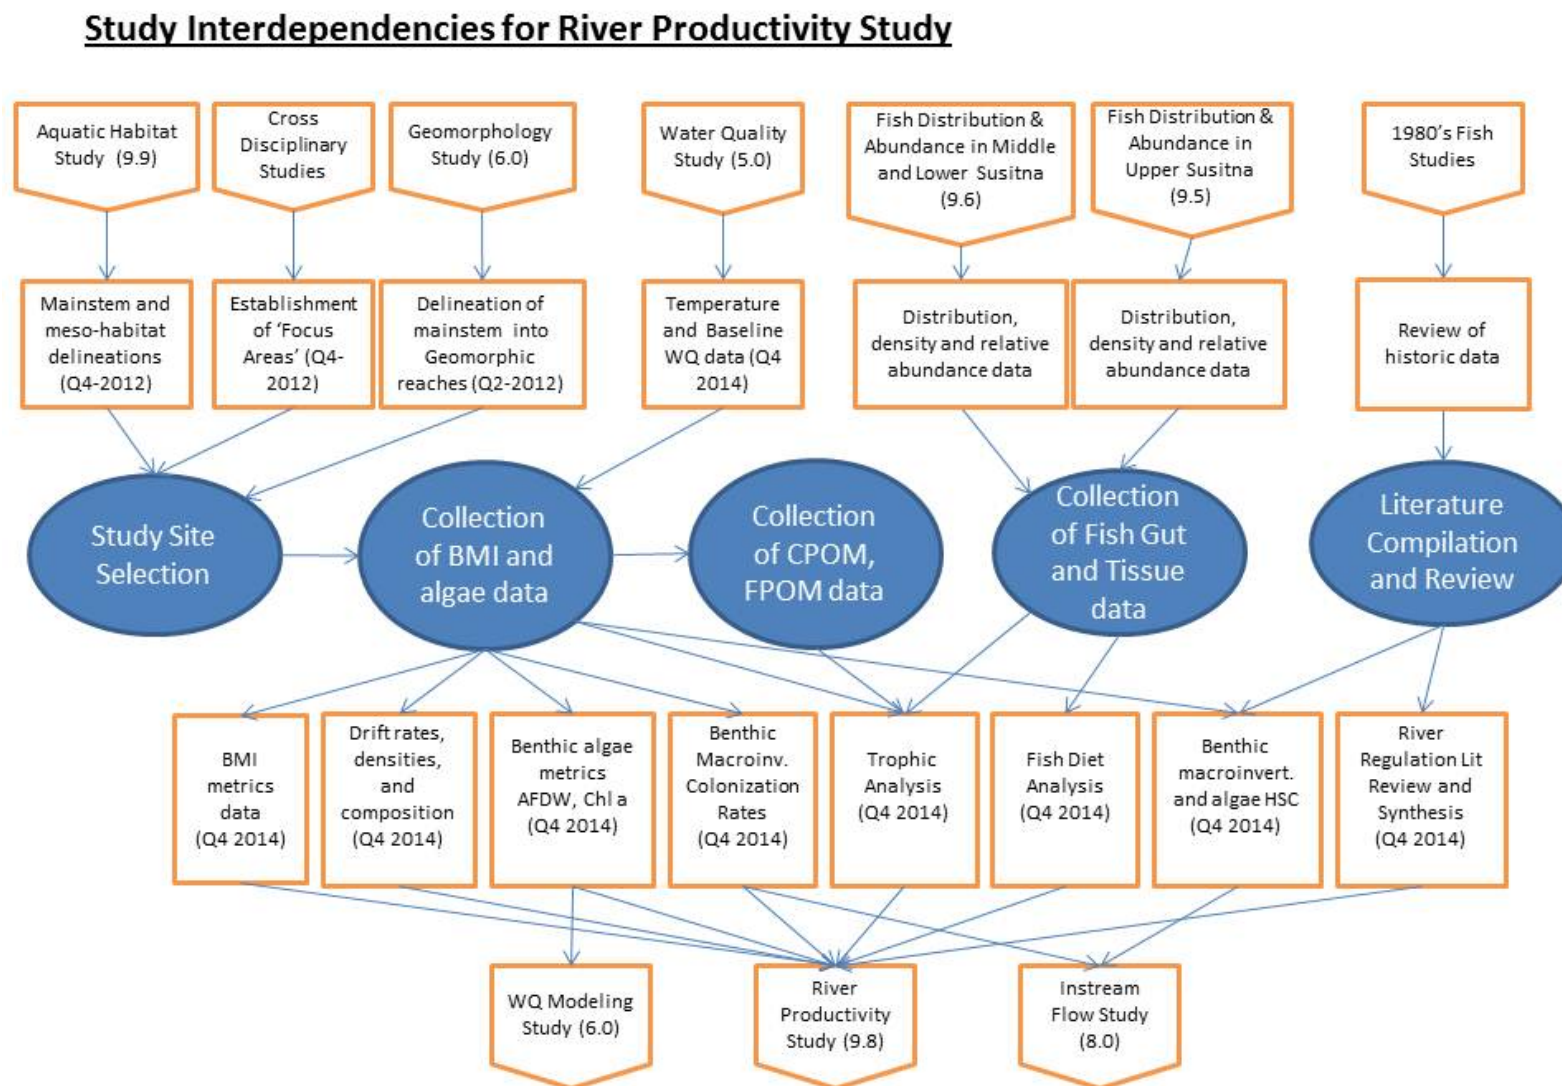 Study Interdependencies for River Productivity Study
Aquatic Habitat
Study (9.9)
Cross
Disciplinary
Studies
Geomorphology
Study (6.0)
Water Quality
Study (5.0)
Fish Distribution &
Abundance in Middle
and Lower Susitna
(9.6)
Fish Distribution &
Abundance in
Upper Susitna
(9.5)
1980's Fish
Studies
Mainstem and
meso-habitat
delineations
(Q4-2012)
Establishment
of ‘Focus
Areas’ (Q4-
2012)
Delineation of
mainstem into
Geomorphic
reaches (Q2-2012)
Temperature
and Baseline
WQ data (Q4
2014)
Distribution,
density and relative
abundance data
Distribution,
density and relative
abundance data
Review of
historic data
Study Site
Selection
Collection
of BMI and
algae data
Collection
of CPOM,
FPOM data
Collection
of Fish Gut
and Tissue
data
Literature
Compilation
and Review
BMI
metrics
data
(Q4 2014)
Drift rates,
densities,
and
composition
(Q4 2014)
Benthic algae
metrics
AFDW, Chl a
(Q4 2014)
Benthic
Macroinv.
Colonization
Rates
(Q4 2014)
Trophic
Analysis
(Q4 2014)
Fish Diet
Analysis
(Q4 2014)
Benthic
macroinvert.
and algae HSC
(Q4 2014)
River
Regulation Lit
Review and
Synthesis
(Q4 2014)
WQ Modeling
Study (6.0)
River
Productivity
Study (9.8)
Instream
Flow Study
(8.0)